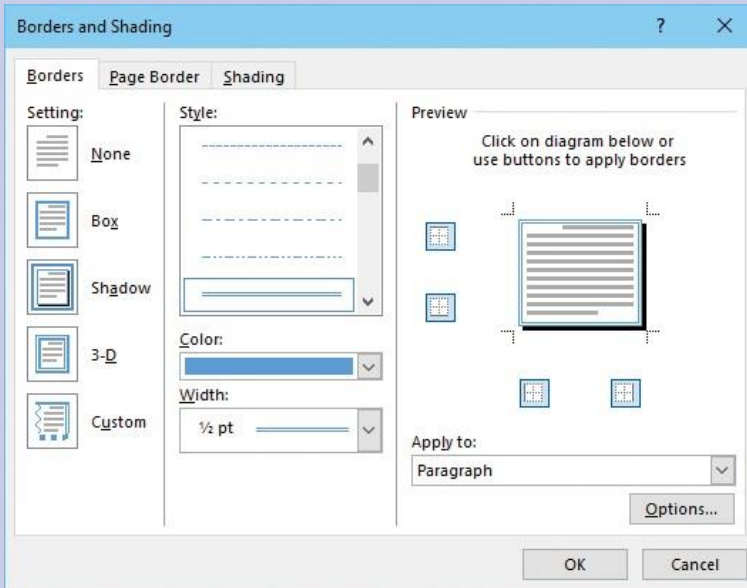 Borders and Shading
Borders
Page Border
Shading
Setting:
None
Box
Shadow
3-D
Custom
Style:
Color:
Width:
½ pt
Preview
Click on diagram below or
use buttons to apply borders
Apply to:
Paragraph
Options...
OK
Cancel